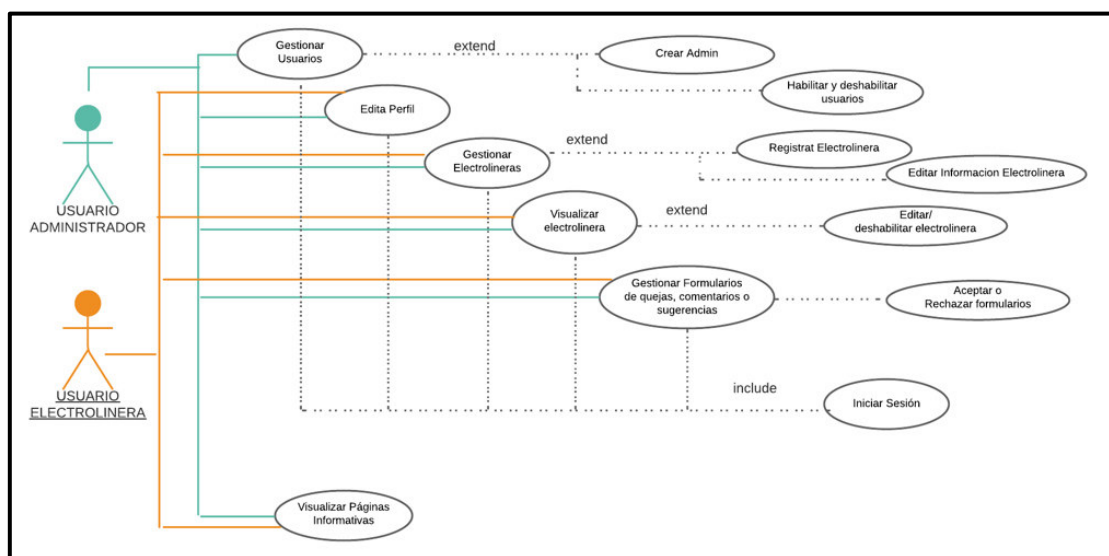 Gestionar
Usuarios
extend
Crear Admin
Habilitar y deshabilitar
usuarios
Edita Perfil
USUARIO
ADMINISTRADOR
Gestionar
Electrolineras
extend
Registrat Electrolinera
Editar Informacion Electrolinera
Visualizar
electrolinera
extend
Editar/
deshabilitar electrolinera
Gestionar Formularios
de quejas, comentarios o
sugerencias
Aceptar o
Rechazar formularios
USUARIO
ELECTROLINERA
include
Iniciar Sesión
Visualizar Páginas
Informativas